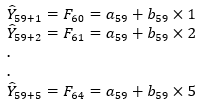 Ŷ₅₉₊₁ = F₆₀ = a₅₉ + b₅₉ × 1
Ŷ₅₉₊₂ = F₆₁ = a₅₉ + b₅₉ × 2
.
.
Ŷ₅₉₊₅ = F₆₄ = a₅₉ + b₅₉ × 5